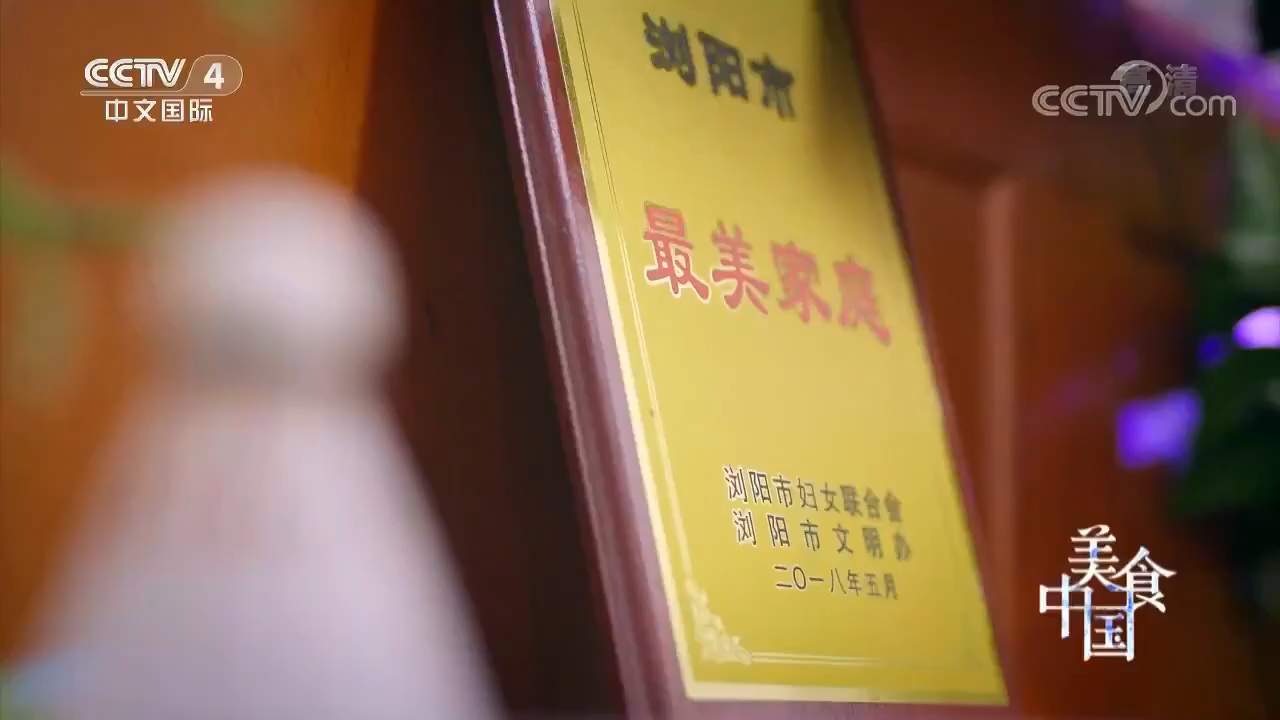 CCTV 4
中文国际
高清
CCTV.com
浏阳市
最美家庭
浏阳市妇女联合会
浏阳市文明办
二〇一八年五月
美食
中国